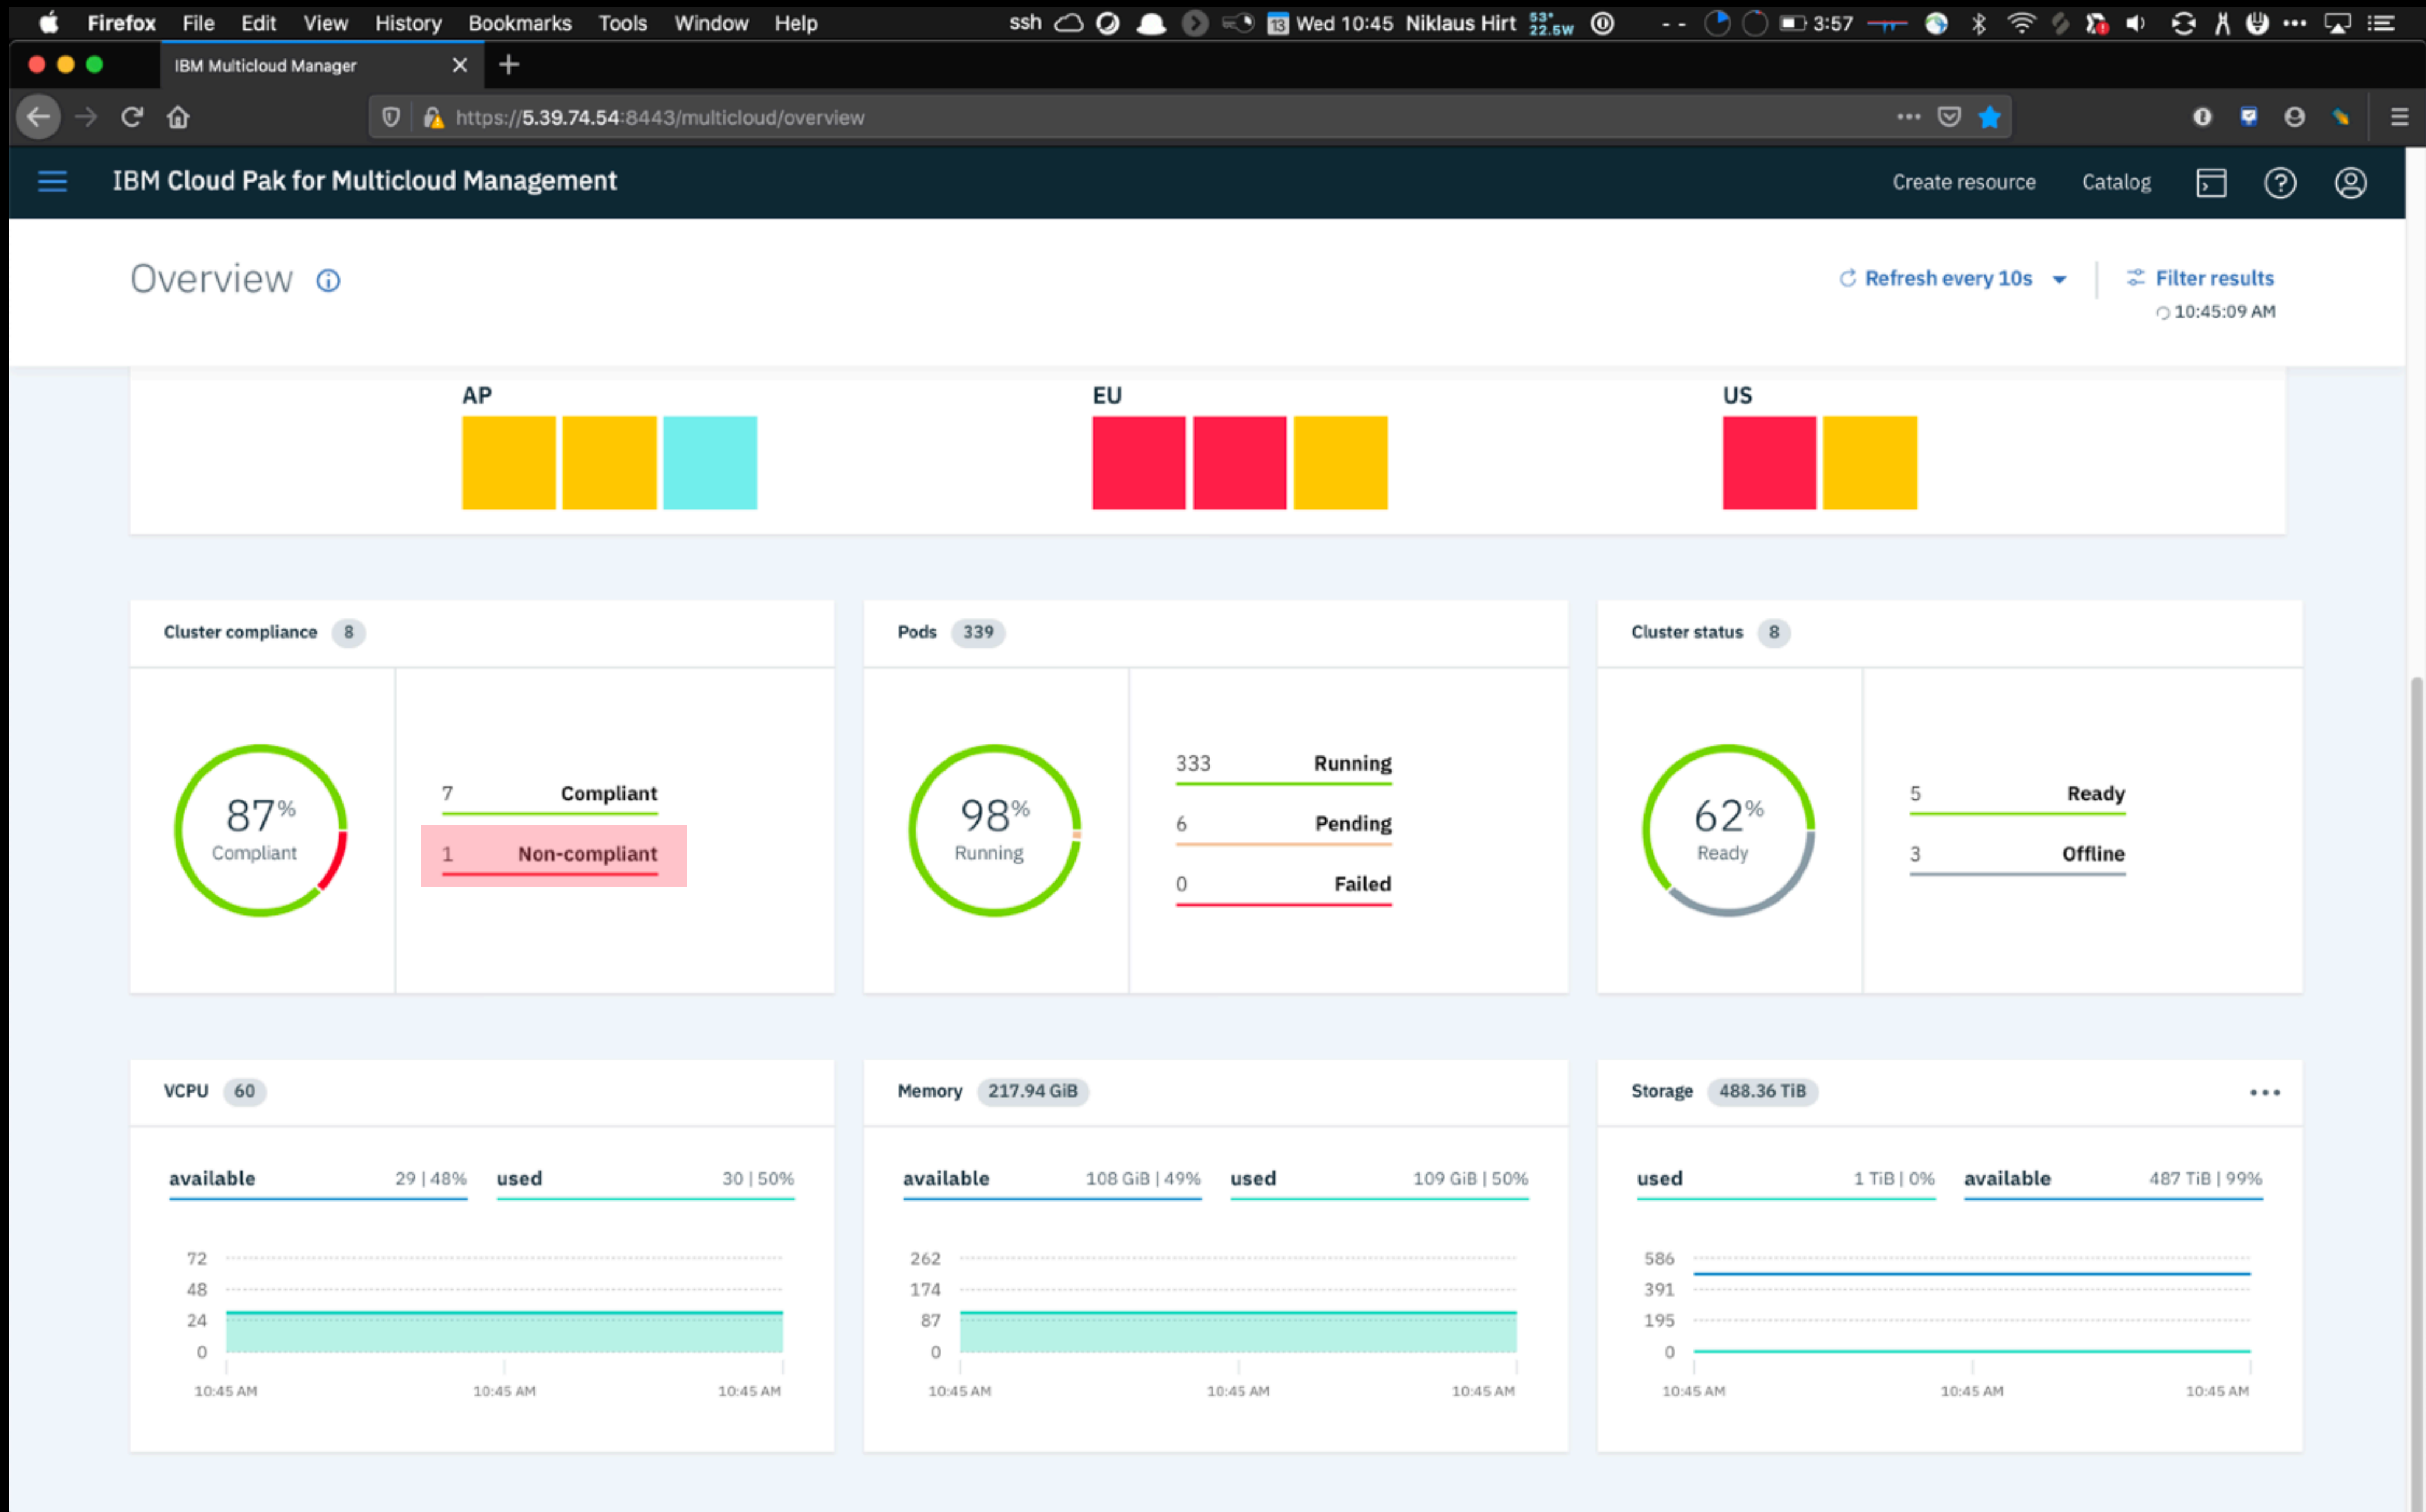 Firefox File Edit View History Bookmarks Tools Window Help ssh 13 Wed 10:45 Niklaus Hirt 53° 22.5W -- 3:57
IBM Multicloud Manager
https://5.39.74.54:8443/multicloud/overview
IBM Cloud Pak for Multicloud Management Create resource Catalog
Overview Refresh every 10s Filter results
10:45:09 AM
AP EU US
Cluster compliance 8
87%
Compliant
7 Compliant
1 Non-compliant
Pods 339
98%
Running
333 Running
6 Pending
0 Failed
Cluster status 8
62%
Ready
5 Ready
3 Offline
VCPU 60
available 29 | 48% used 30 | 50%
72
48
24
0
10:45 AM 10:45 AM 10:45 AM
Memory 217.94 GiB
available 108 GiB | 49% used 109 GiB | 50%
262
174
87
0
10:45 AM 10:45 AM 10:45 AM
Storage 488.36 TiB
used 1 TiB | 0% available 487 TiB | 99%
586
391
195
0
10:45 AM 10:45 AM 10:45 AM